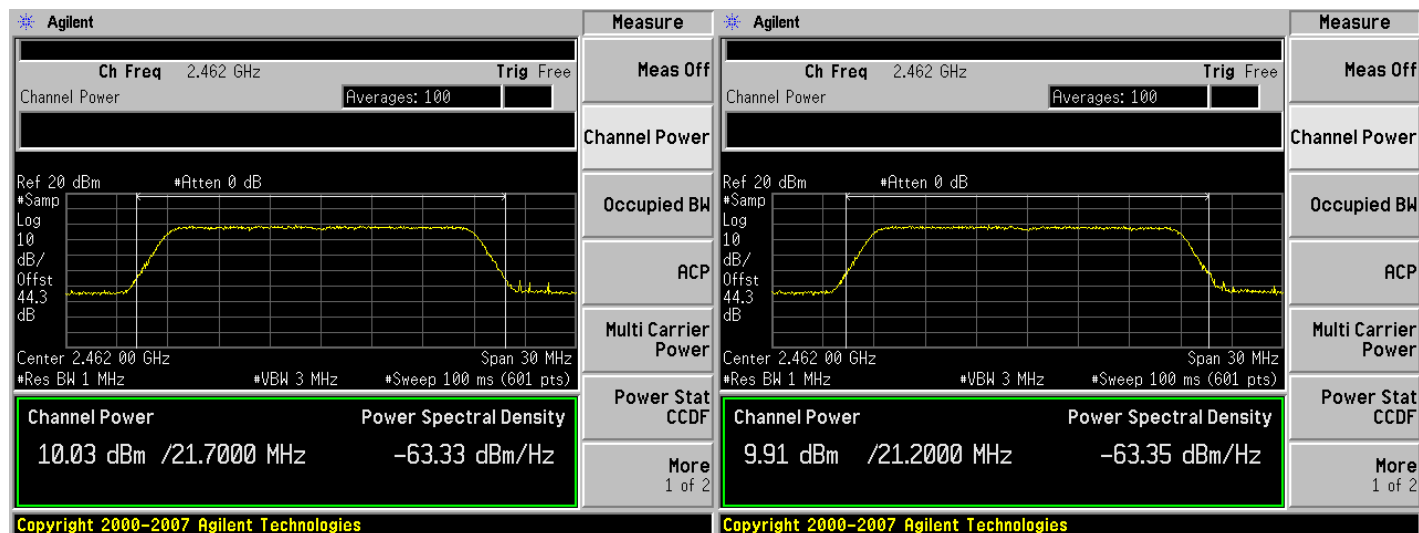 Agilent
Measure
Ch Freq 2.462 GHz Trig Free
Channel Power Averages: 100
Ref 20 dBm #Atten 0 dB
#Samp
Log
10
dB/
Offst
44.3
dB
Center 2.462 00 GHz Span 30 MHz
#Res BW 1 MHz #VBW 3 MHz #Sweep 100 ms (601 pts)
Channel Power Power Spectral Density
10.03 dBm /21.7000 MHz -63.33 dBm/Hz
Copyright 2000-2007 Agilent Technologies
Meas Off
Channel Power
Occupied BW
ACP
Multi Carrier
Power
Power Stat
CCDF
More
1 of 2
Agilent
Measure
Ch Freq 2.462 GHz Trig Free
Channel Power Averages: 100
Ref 20 dBm #Atten 0 dB
#Samp
Log
10
dB/
Offst
44.3
dB
Center 2.462 00 GHz Span 30 MHz
#Res BW 1 MHz #VBW 3 MHz #Sweep 100 ms (601 pts)
Channel Power Power Spectral Density
9.91 dBm /21.2000 MHz -63.35 dBm/Hz
Copyright 2000-2007 Agilent Technologies
Meas Off
Channel Power
Occupied BW
ACP
Multi Carrier
Power
Power Stat
CCDF
More
1 of 2